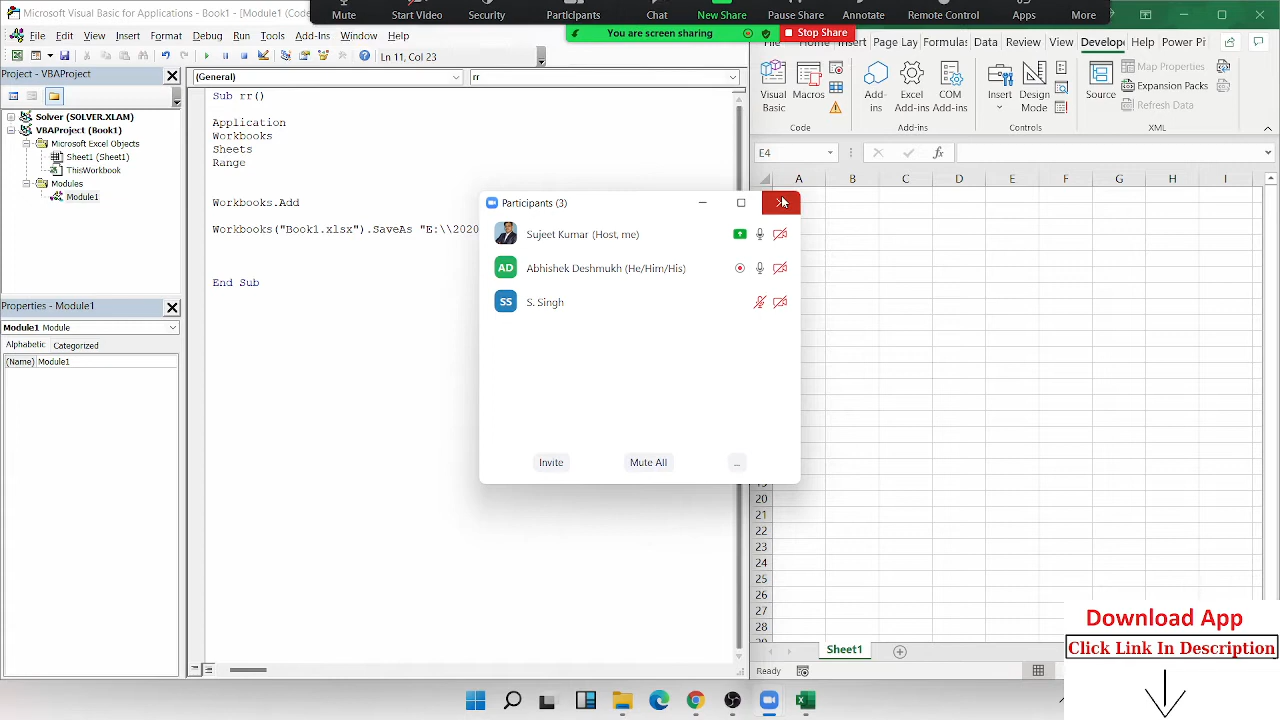 Microsoft Visual Basic for Applications - Book1 - [Module1 (Cod
Mute
Start Video
Security
Participants
Chat
New Share
Pause Share
Annotate
Remote Control
Apps
More
You are screen sharing
Stop Share
File Edit View Insert Format Debug Run Tools Add-Ins Window Help
Page Lay
Formulas
Data
Review
View
Develop
Help
Power Pi
Ln 11, Col 23
Project - VBAProject
(General)
rr
Solver (SOLVER.XLAM)
VBAProject (Book1)
Microsoft Excel Objects
Sheet1 (Sheet1)
ThisWorkbook
Modules
Module1
Sub rr()
Application
Workbooks
Sheets
Range
Workbooks.Add
Workbooks("Book1.xlsx").SaveAs "E:\\2020
End Sub
Properties - Module1
Module1 Module
Alphabetic Categorized
(Name) Module1
Visual Basic
Macros
Code
Add-ins
Excel Add-ins
COM Add-ins
Add-ins
Insert
Design Mode
Controls
Source
Map Properties
Expansion Packs
Refresh Data
XML
E4
fx
A B C D E F G H I
Participants (3)
Sujeet Kumar (Host, me)
AD Abhishek Deshmukh (He/Him/His)
SS S. Singh
Invite
Mute All
...
20
21
22
23
24
25
26
27
28
Sheet1
Ready
Download App
Click Link In Description